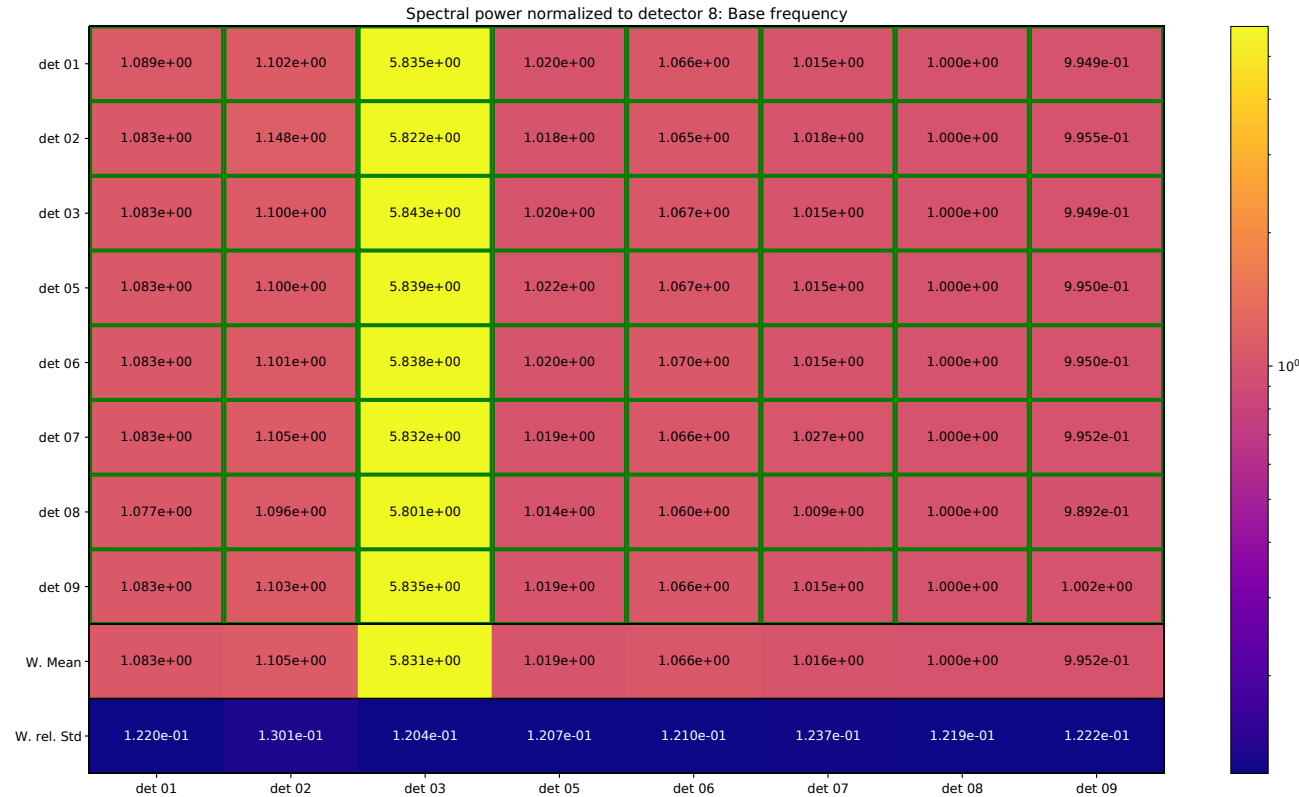 Spectral power normalized to detector 8: Base frequency
det 01 1.089e+00 1.102e+00 5.835e+00 1.020e+00 1.066e+00 1.015e+00 1.000e+00 9.949e-01
det 02 1.083e+00 1.148e+00 5.822e+00 1.018e+00 1.065e+00 1.018e+00 1.000e+00 9.955e-01
det 03 1.083e+00 1.100e+00 5.843e+00 1.020e+00 1.067e+00 1.015e+00 1.000e+00 9.949e-01
det 05 1.083e+00 1.100e+00 5.839e+00 1.022e+00 1.067e+00 1.015e+00 1.000e+00 9.950e-01
det 06 1.083e+00 1.101e+00 5.838e+00 1.020e+00 1.070e+00 1.015e+00 1.000e+00 9.950e-01
10⁰
det 07 1.083e+00 1.105e+00 5.832e+00 1.019e+00 1.066e+00 1.027e+00 1.000e+00 9.952e-01
det 08 1.077e+00 1.096e+00 5.801e+00 1.014e+00 1.060e+00 1.009e+00 1.000e+00 9.892e-01
det 09 1.083e+00 1.103e+00 5.835e+00 1.019e+00 1.066e+00 1.015e+00 1.000e+00 1.002e+00
W. Mean 1.083e+00 1.105e+00 5.831e+00 1.019e+00 1.066e+00 1.016e+00 1.000e+00 9.952e-01
W. rel. Std 1.220e-01 1.301e-01 1.204e-01 1.207e-01 1.210e-01 1.237e-01 1.219e-01 1.222e-01
det 01 det 02 det 03 det 05 det 06 det 07 det 08 det 09